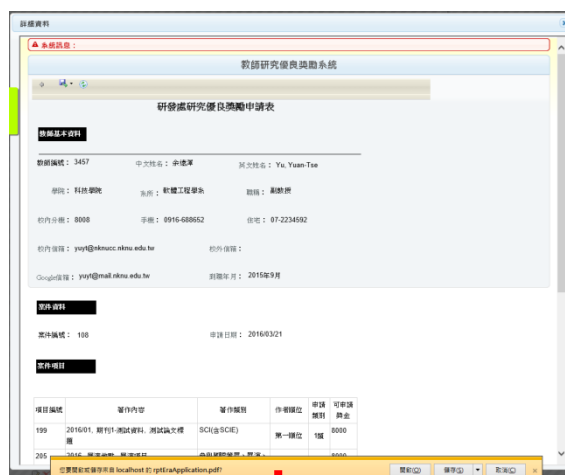 詳細資料
系統訊息：
教師研究優良獎勵系統
研發處研究優良獎勵申請表
教師基本資料
教師編號： 3457 中文姓名： 余遠澤 英文姓名： Yu, Yuan-Tse
學院： 科技學院 系所： 軟體工程學系 職稱： 副教授
校內分機： 8008 手機： 0916-688652 住宅： 07-2234592
校內信箱： yuyt@nknucc.nknu.edu.tw 校外信箱：
Google信箱： yuyt@mail.nknu.edu.tw 到職年月： 2015年9月
案件資料
案件編號： 108 申請日期： 2016/03/21
案件項目
項目編號 著作內容 著作類別 作者順位 申請類別 可申請獎金
199 2016/01, 期刊1-測試資料, 測試論文標題 SCI(含SCIE) 第一順位 1類 8000
205 2016 8000
您要開啟或儲存來自 localhost 的 rptEraApplication.pdf? 開啟(O) 儲存(S) 取消(C)